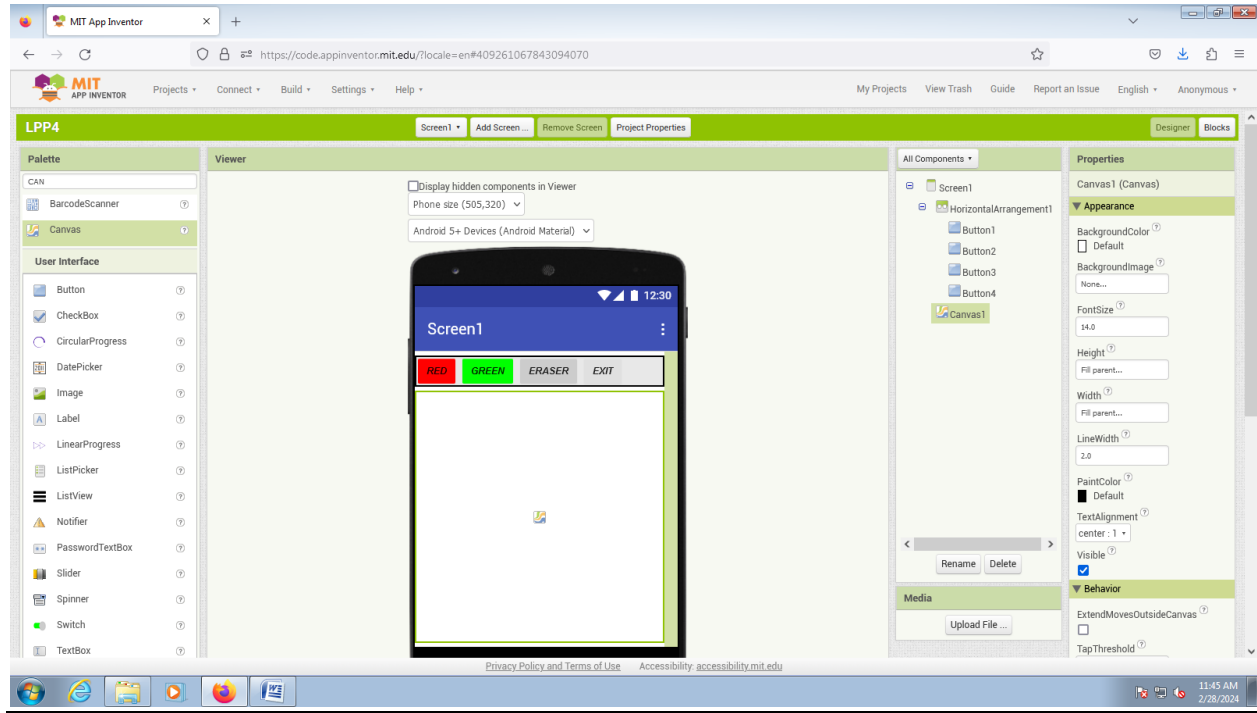 MIT App Inventor
https://code.appinventor.mit.edu/?locale=en#409261067843094070
MIT
APP INVENTOR
Projects Connect Build Settings Help
My Projects View Trash Guide Report an Issue English Anonymous
LPP4
Screen1 Add Screen ... Remove Screen Project Properties
Designer Blocks
Palette
CAN
BarcodeScanner
Canvas
User Interface
Button
CheckBox
CircularProgress
DatePicker
Image
Label
LinearProgress
ListPicker
ListView
Notifier
PasswordTextBox
Slider
Spinner
Switch
TextBox
Viewer
Display hidden components in Viewer
Phone size (505,320)
Android 5+ Devices (Android Material)
12:30
Screen1
RED GREEN ERASER EXIT
All Components
Screen1
HorizontalArrangement1
Button1
Button2
Button3
Button4
Canvas1
Rename Delete
Media
Upload File ...
Properties
Canvas1 (Canvas)
Appearance
BackgroundColor
Default
BackgroundImage
None...
FontSize
14.0
Height
Fill parent...
Width
Fill parent...
LineWidth
2.0
PaintColor
Default
TextAlignment
center : 1
Visible
Behavior
ExtendMovesOutsideCanvas
TapThreshold
Privacy Policy and Terms of Use Accessibility: accessibility.mit.edu
11:45 AM
2/28/2024